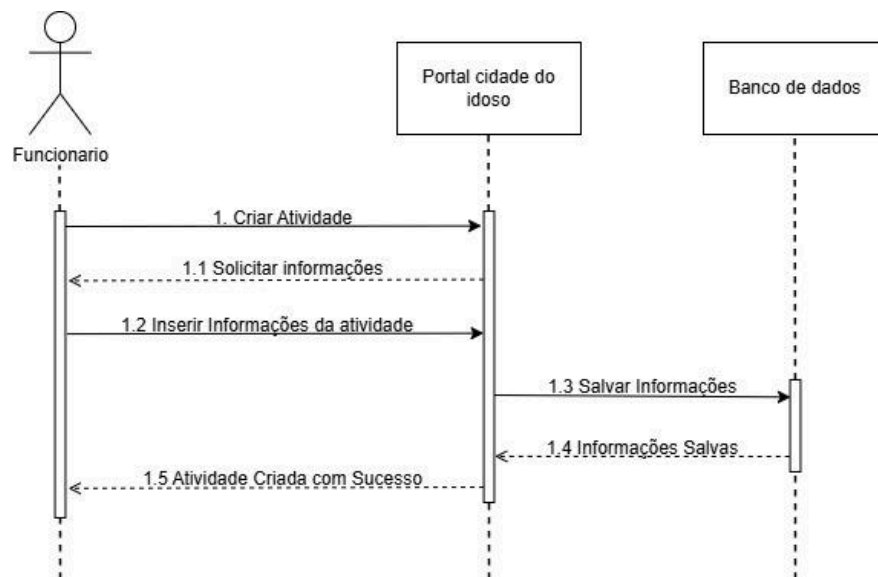 Portal cidade do
idoso
Banco de dados
Funcionario
1. Criar Atividade
1.1 Solicitar informações
1.2 Inserir Informações da atividade
1.3 Salvar Informações
1.4 Informações Salvas
1.5 Atividade Criada com Sucesso